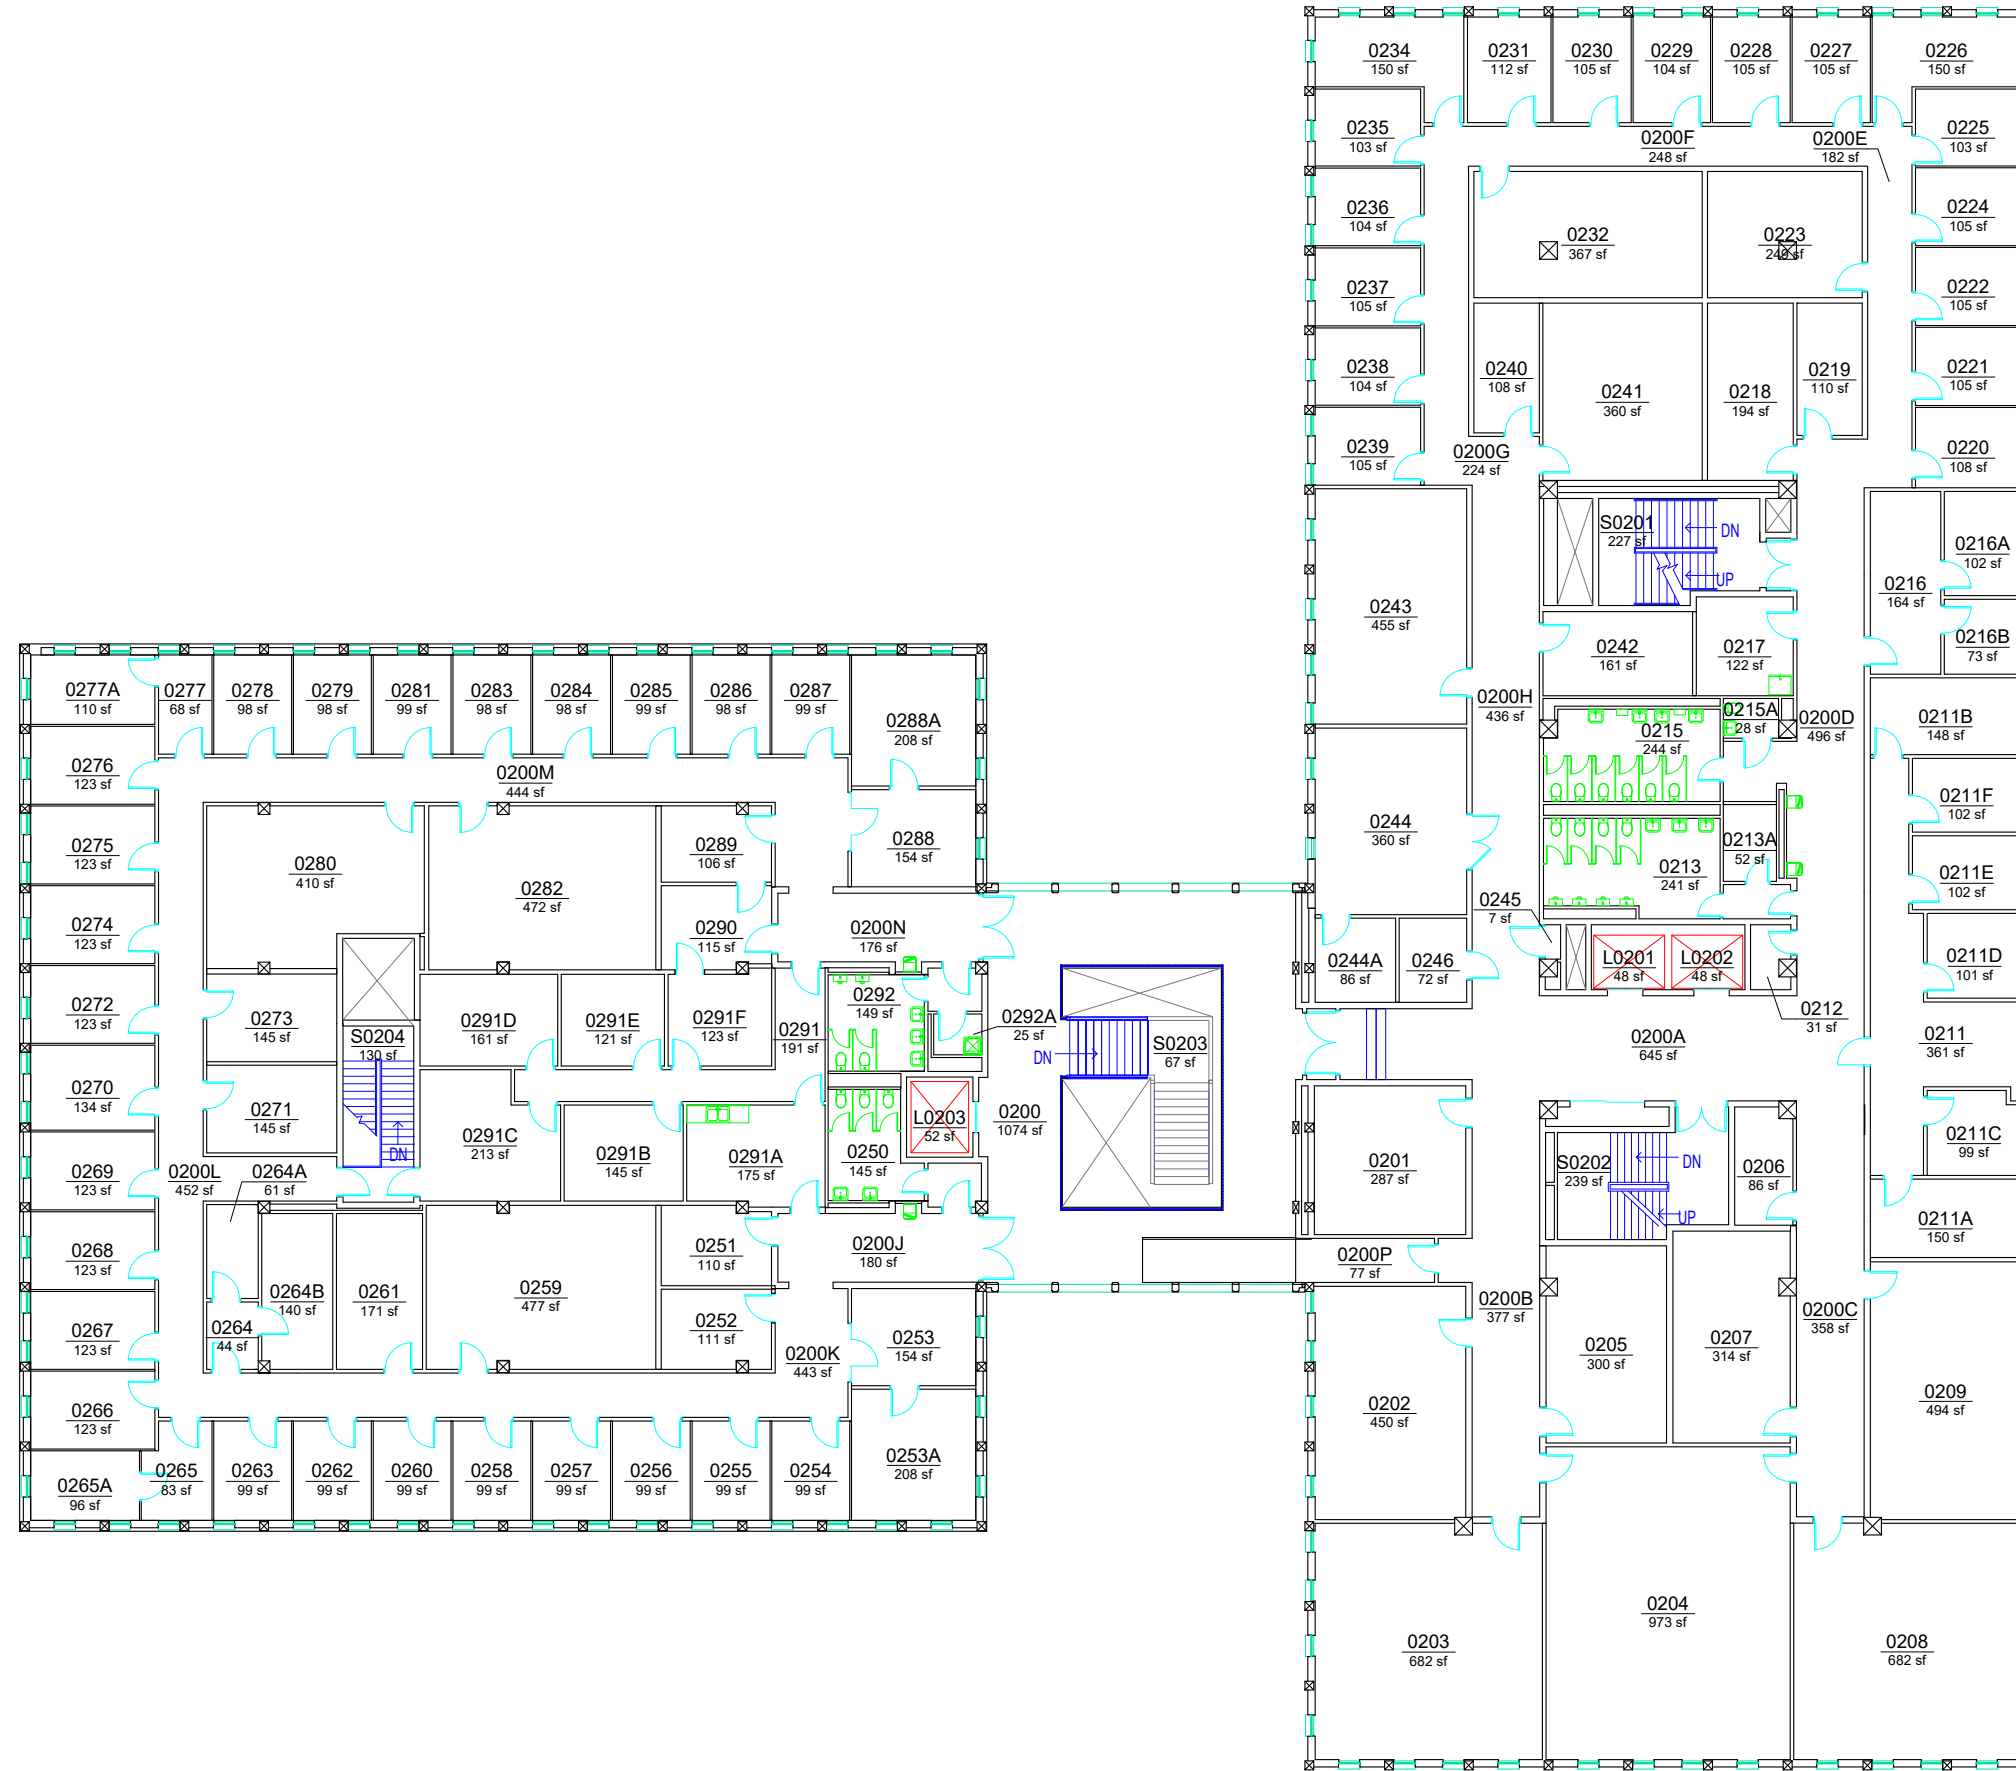 0234
150 sf
0231
112 sf
0230
105 sf
0229
104 sf
0228
105 sf
0227
105 sf
0226
150 sf
0235
103 sf
0200F
248 sf
0200E
182 sf
0225
103 sf
0236
104 sf
0232
367 sf
0223
249 sf
0224
105 sf
0237
105 sf
0222
105 sf
0238
104 sf
0240
108 sf
0241
360 sf
0218
194 sf
0219
110 sf
0221
105 sf
0239
105 sf
0200G
224 sf
0220
108 sf
S0201
227 sf
DN
UP
0216A
102 sf
0216
164 sf
0216B
73 sf
0243
455 sf
0242
161 sf
0217
122 sf
0200H
436 sf
0215A
28 sf
0215
244 sf
0200D
496 sf
0211B
148 sf
0211F
102 sf
0244
360 sf
0213A
52 sf
0213
241 sf
0211E
102 sf
0245
7 sf
0244A
86 sf
0246
72 sf
L0201
48 sf
L0202
48 sf
0211D
101 sf
0212
31 sf
0200A
645 sf
0211
361 sf
0211C
99 sf
0277A
110 sf
0277
68 sf
0278
98 sf
0279
98 sf
0281
99 sf
0283
98 sf
0284
98 sf
0285
99 sf
0286
98 sf
0287
99 sf
0288A
208 sf
0276
123 sf
0200M
444 sf
0275
123 sf
0280
410 sf
0282
472 sf
0289
106 sf
0288
154 sf
0274
123 sf
0290
115 sf
0200N
176 sf
0272
123 sf
0273
145 sf
S0204
130 sf
0291D
161 sf
0291E
121 sf
0291F
123 sf
0291
191 sf
0292
149 sf
0292A
25 sf
DN
S0203
67 sf
0270
134 sf
0271
145 sf
DN
0291C
213 sf
0291B
145 sf
0291A
175 sf
0250
145 sf
L0203
52 sf
0200
1074 sf
0269
123 sf
0200L
452 sf
0264A
61 sf
0268
123 sf
0264B
140 sf
0261
171 sf
0259
477 sf
0251
110 sf
0200J
180 sf
0267
123 sf
0264
44 sf
0252
111 sf
0253
154 sf
0200K
443 sf
0266
123 sf
0265A
96 sf
0265
83 sf
0263
99 sf
0262
99 sf
0260
99 sf
0258
99 sf
0257
99 sf
0256
99 sf
0255
99 sf
0254
99 sf
0253A
208 sf
0201
287 sf
S0202
239 sf
DN
UP
0206
86 sf
0211A
150 sf
0200P
77 sf
0200B
377 sf
0205
300 sf
0207
314 sf
0200C
358 sf
0202
450 sf
0209
494 sf
0204
973 sf
0203
682 sf
0208
682 sf